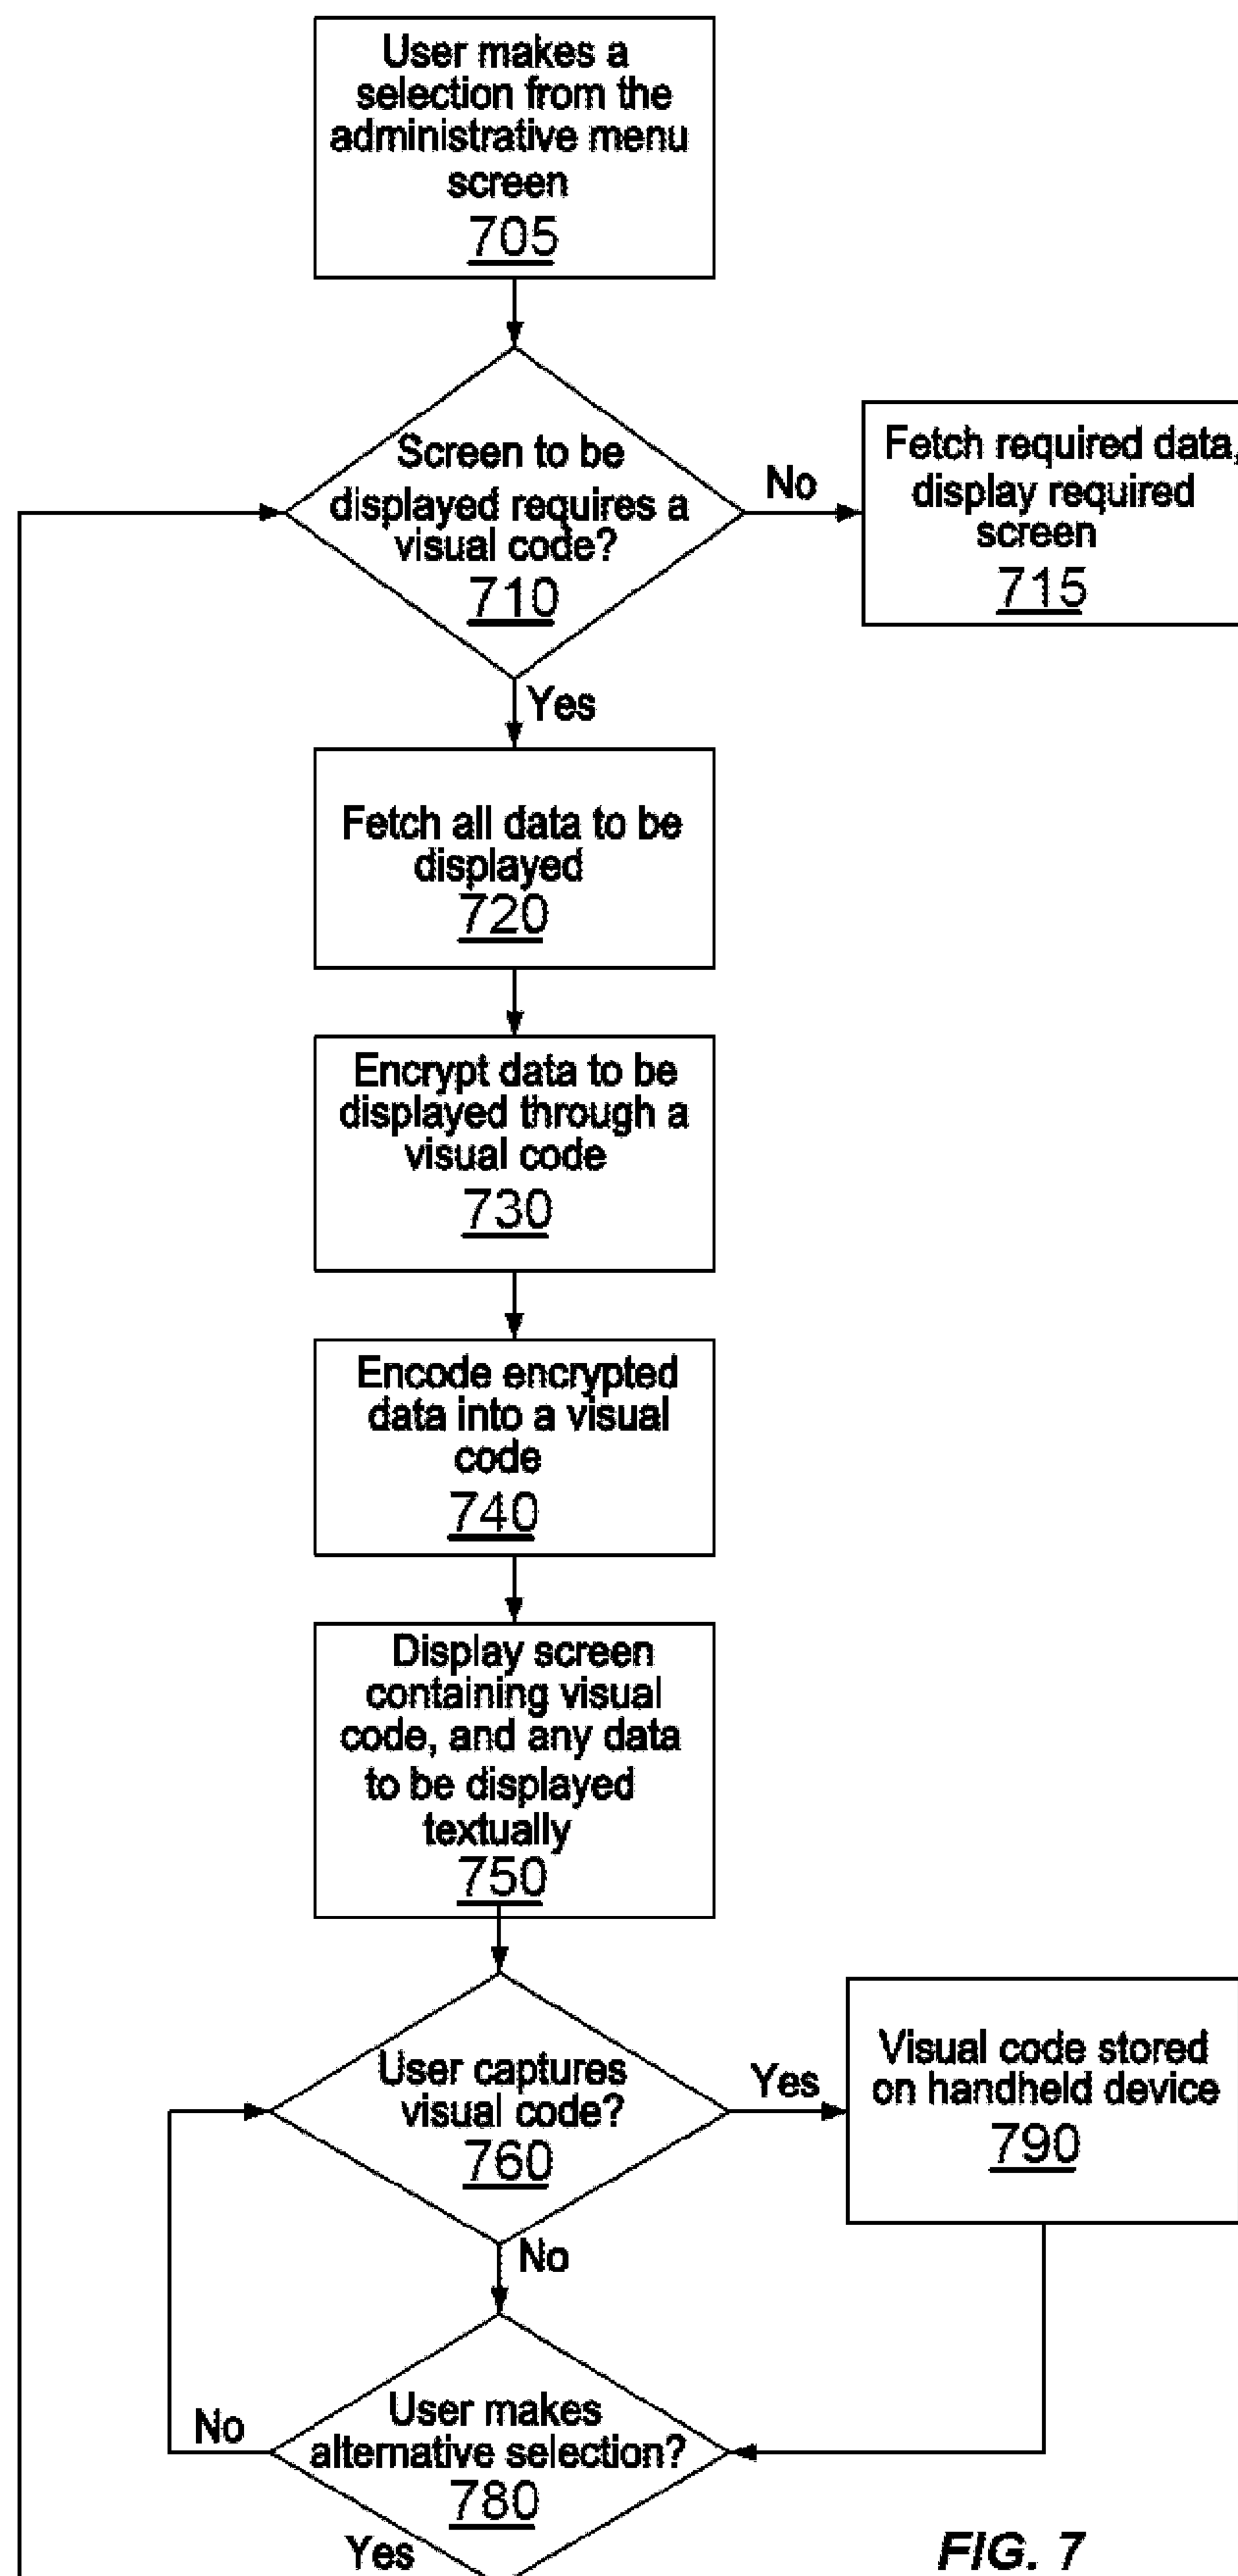 User makes a
selection from the
administrative menu
screen
705
Screen to be
displayed requires a
visual code?
710
No
Fetch required data,
display required
screen
715
Yes
Fetch all data to be
displayed
720
Encrypt data to be
displayed through a
visual code
730
Encode encrypted
data into a visual
code
740
Display screen
containing visual
code, and any data
to be displayed
textually
750
User captures
visual code?
760
Yes
Visual code stored
on handheld device
790
No
User makes
alternative selection?
780
No
Yes
FIG. 7